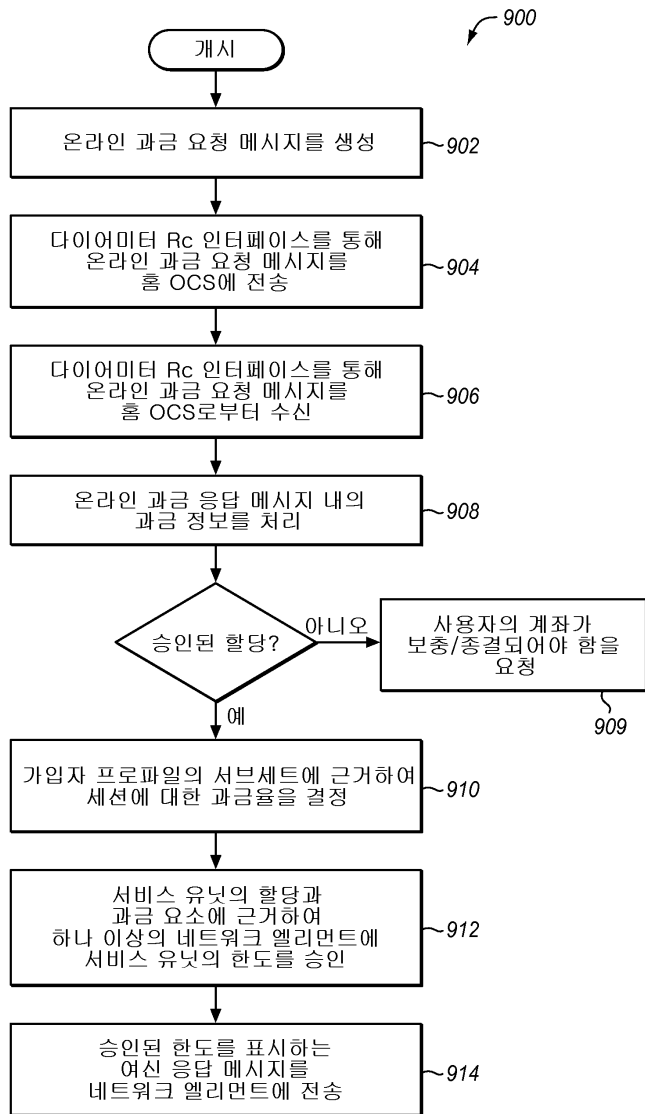 900
개시
온라인 과금 요청 메시지를 생성
902
다이어미터 Rc 인터페이스를 통해
온라인 과금 요청 메시지를
홈 OCS에 전송
904
다이어미터 Rc 인터페이스를 통해
온라인 과금 요청 메시지를
홈 OCS로부터 수신
906
온라인 과금 응답 메시지 내의
과금 정보를 처리
908
승인된 할당?
아니오
사용자의 계좌가
보충/종결되어야 함을
요청
909
예
가입자 프로파일의 서브세트에 근거하여
세션에 대한 과금율을 결정
910
서비스 유닛의 할당과
과금 요소에 근거하여
하나 이상의 네트워크 엘리먼트에
서비스 유닛의 한도를 승인
912
승인된 한도를 표시하는
여신 응답 메시지를
네트워크 엘리먼트에 전송
914